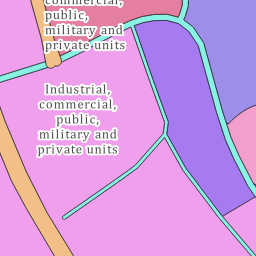 commercial,
public,
military and
private units
Industrial,
commercial,
public,
military and
private units